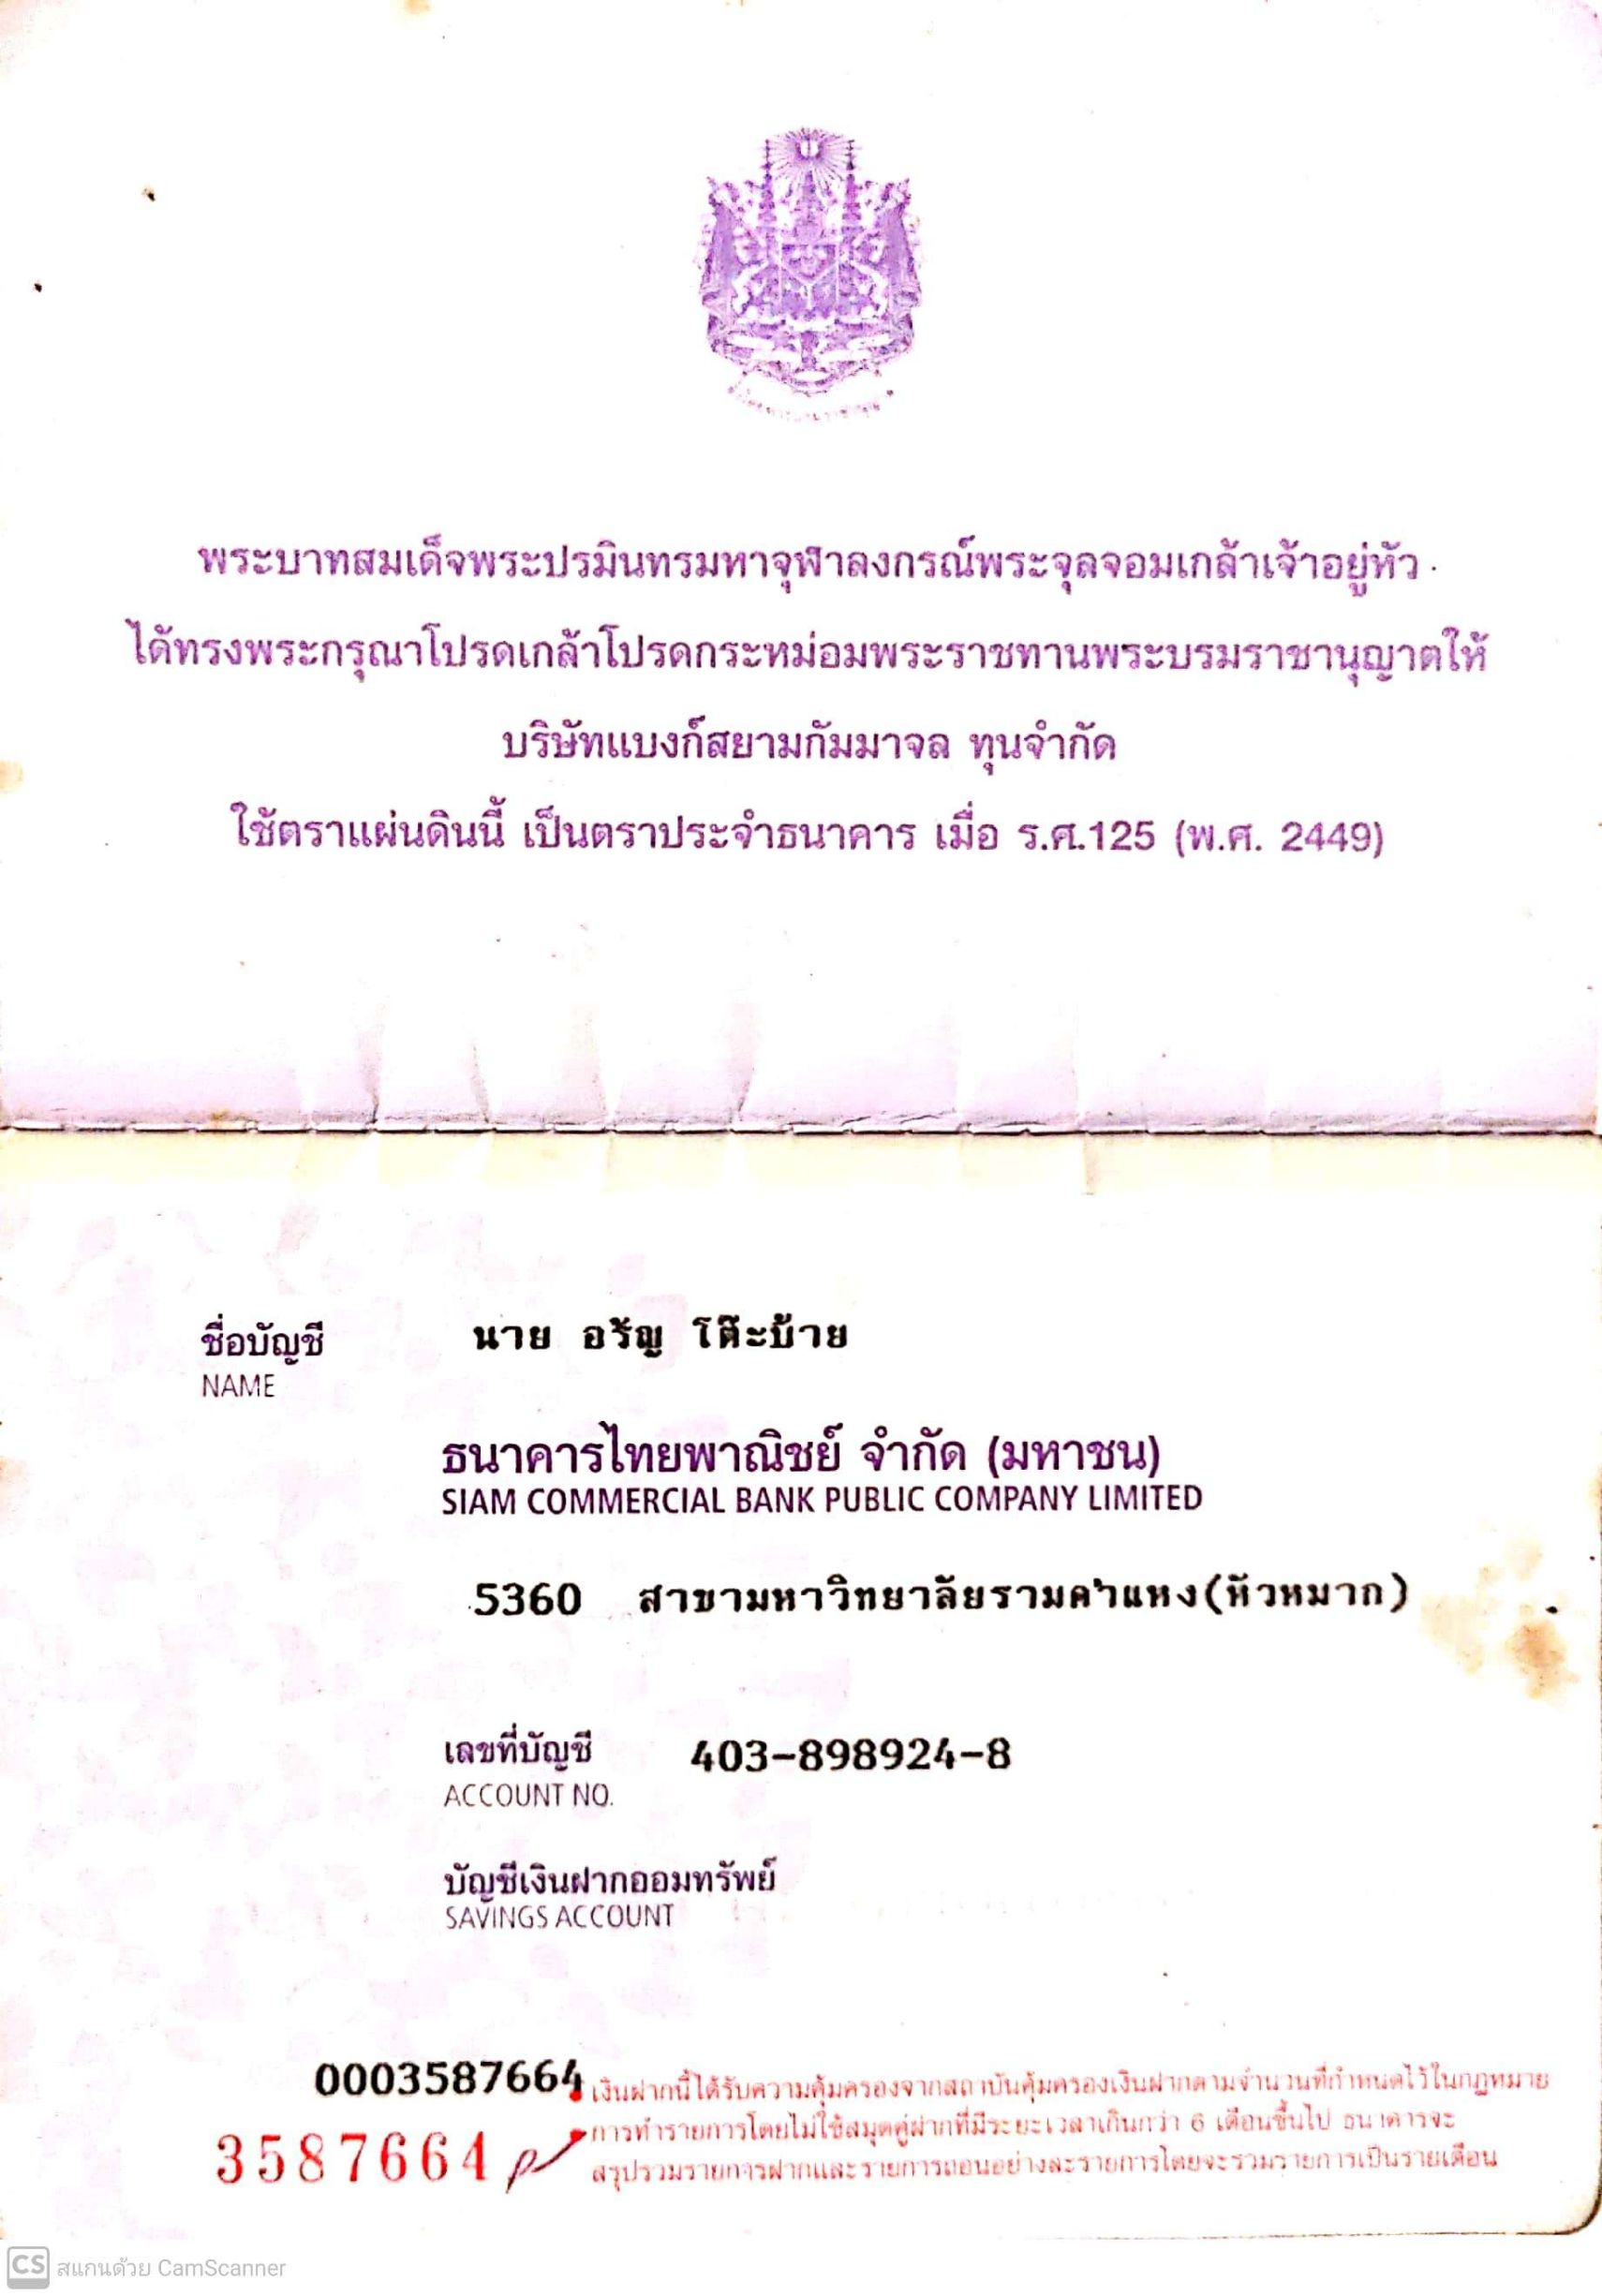 พระบาทสมเด็จพระปรมินทรมหาจุฬาลงกรณ์พระจุลจอมเกล้าเจ้าอยู่หัว
ได้ทรงพระกรุณาโปรดเกล้าโปรดกระหม่อมพระราชทานพระบรมราชานุญาตให้
บริษัทแบงก์สยามกัมมาจล ทุนจำกัด
ใช้ตราแผ่นดินนี้ เป็นตราประจำธนาคาร เมื่อ ร.ศ.125 (พ.ศ. 2449)
ชื่อบัญชี นาย อรัญ โต๊ะบ้าย
NAME
ธนาคารไทยพาณิชย์ จำกัด (มหาชน)
SIAM COMMERCIAL BANK PUBLIC COMPANY LIMITED
5360 สาขามหาวิทยาลัยรามคำแหง(หัวหมาก)
เลขที่บัญชี 403-898924-8
ACCOUNT NO.
บัญชีเงินฝากออมทรัพย์
SAVINGS ACCOUNT
0003587664
เงินฝากนี้ได้รับความคุ้มครองจากสถาบันคุ้มครองเงินฝากตามจำนวนที่กำหนดไว้ในกฎหมาย
การทำรายการโดยไม่ใช้สมุดคู่ฝากที่มีระยะเวลาเกินกว่า 6 เดือนขึ้นไป ธนาคารจะ
3587664
สรุปรวมรายการฝากและรายการถอนอย่างละรายการโดยจะรวมรายการเป็นรายเดือน
CS สแกนด้วย CamScanner